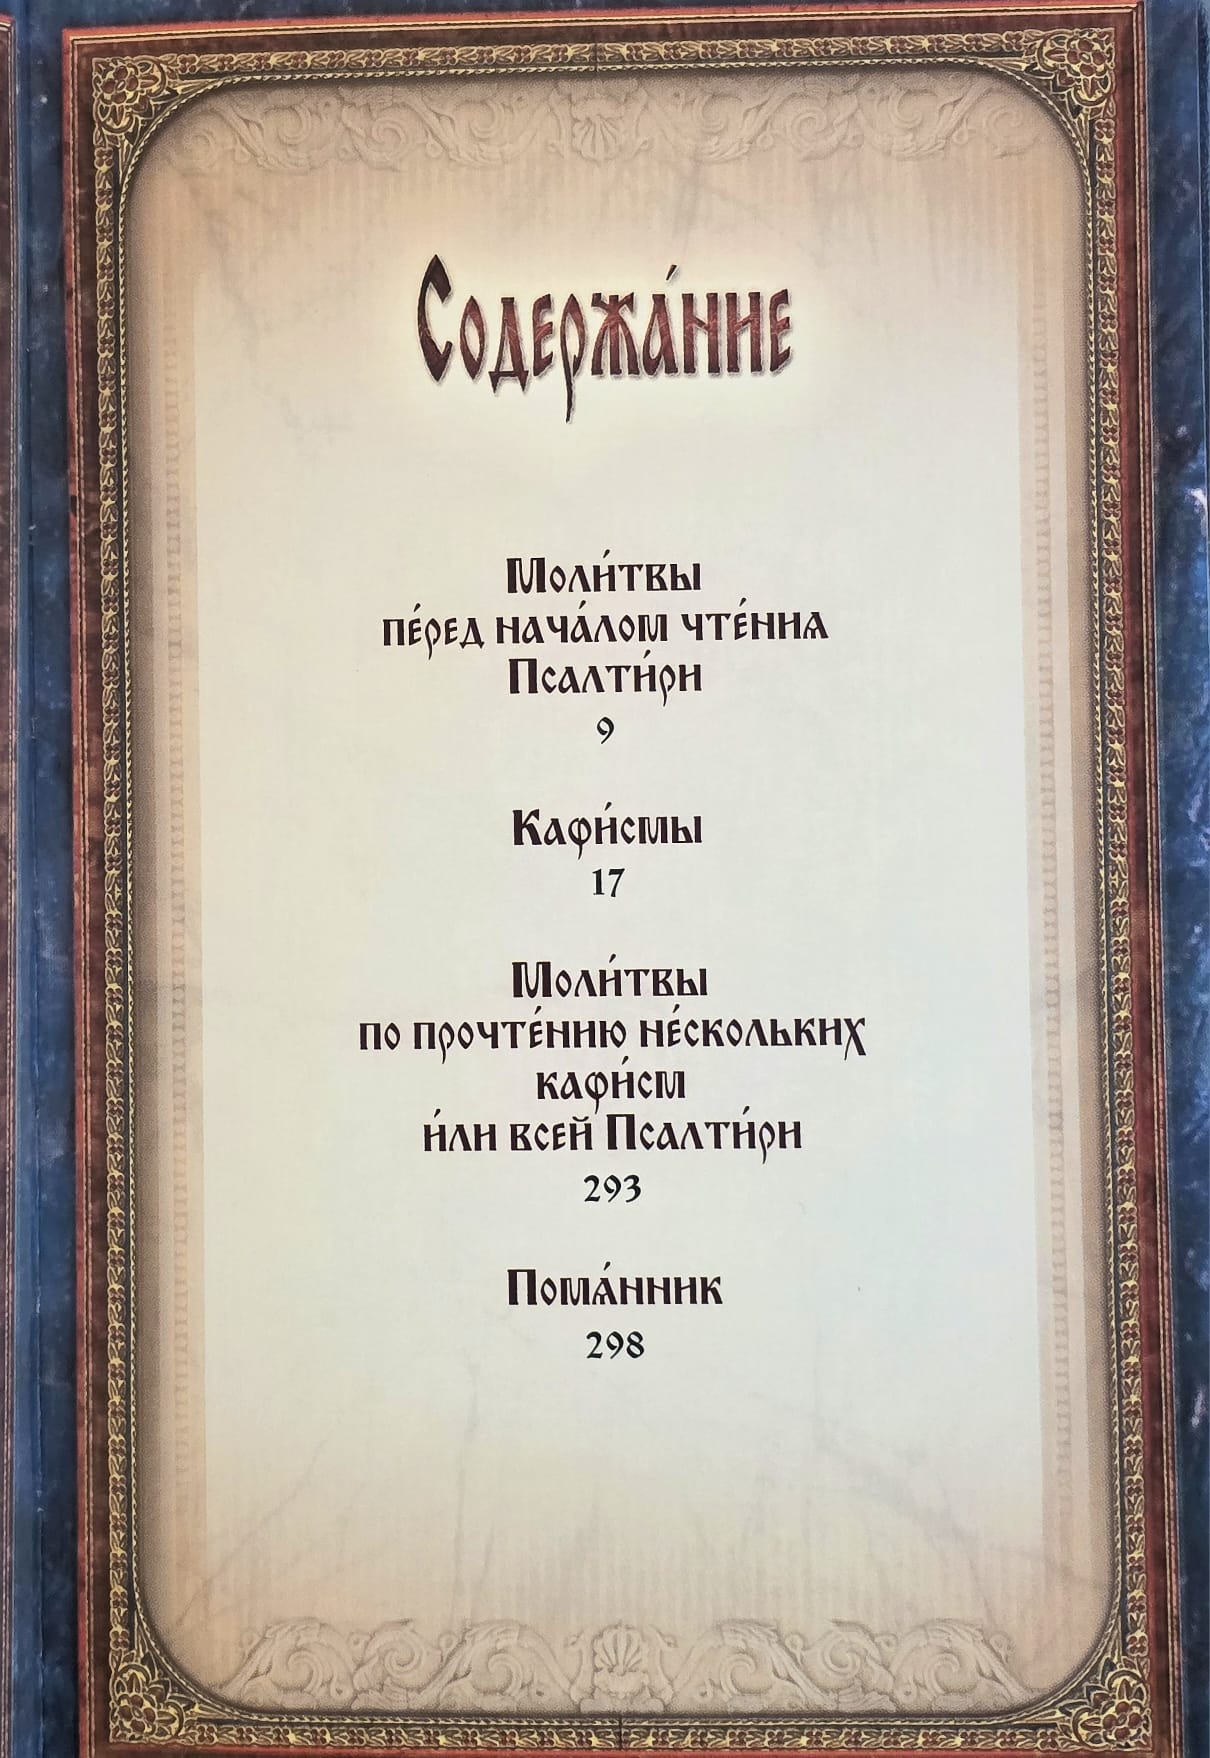 Содержа́ние
Моли́твы
пе́ред нача́лом чте́ния
Псалти́ри
9
Кафи́смы
17
Моли́твы
по прочте́нию не́скольких
кафи́см
и́ли всей Псалти́ри
293
Помя́нник
298